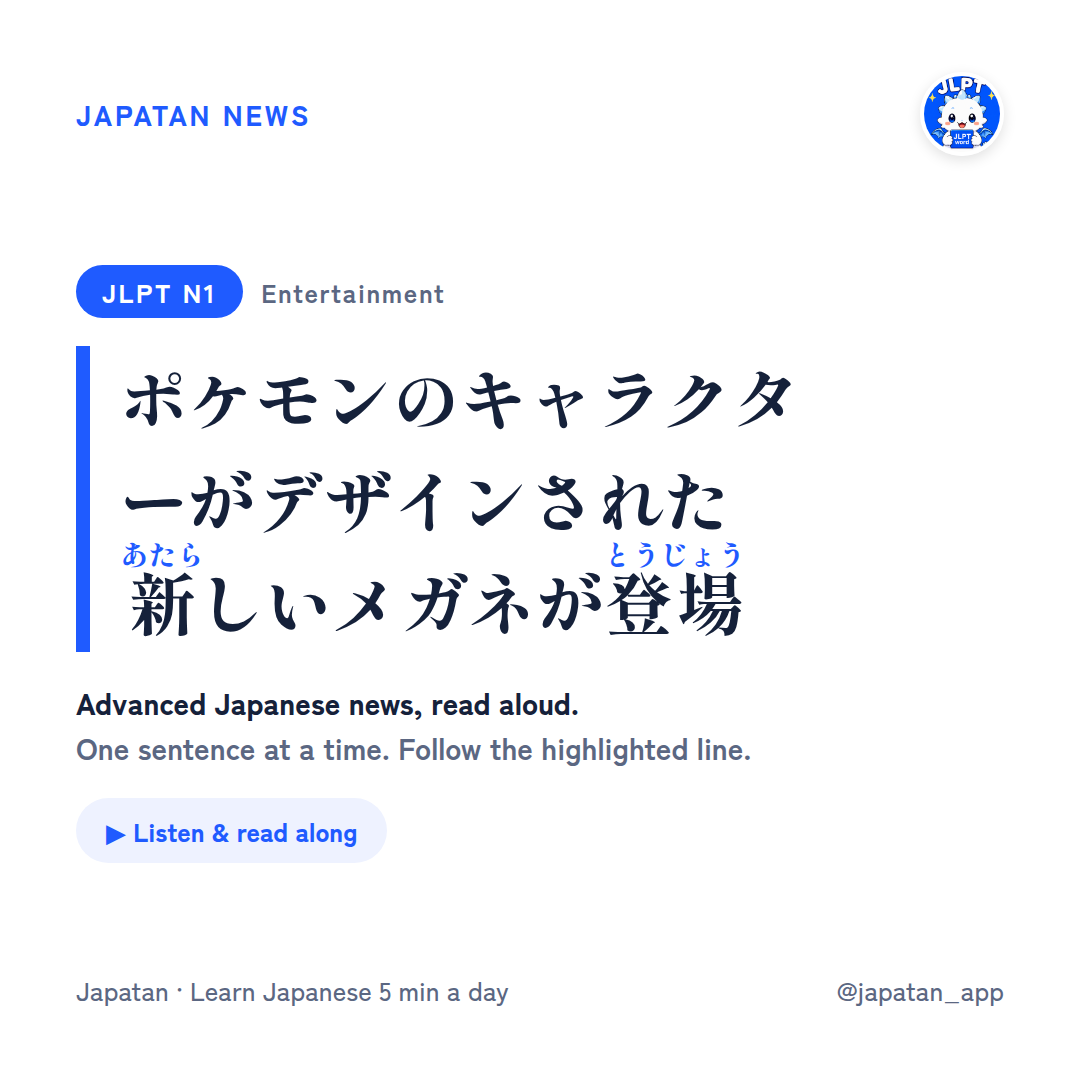 JAPATAN NEWS
JLPT
JLPT
word
JLPT N1
Entertainment
ポケモンのキャラクタ
ーがデザインされた
あたら とうじょう
新しいメガネが登場
Advanced Japanese news, read aloud.
One sentence at a time. Follow the highlighted line.
▶ Listen & read along
Japatan · Learn Japanese 5 min a day
@japatan_app